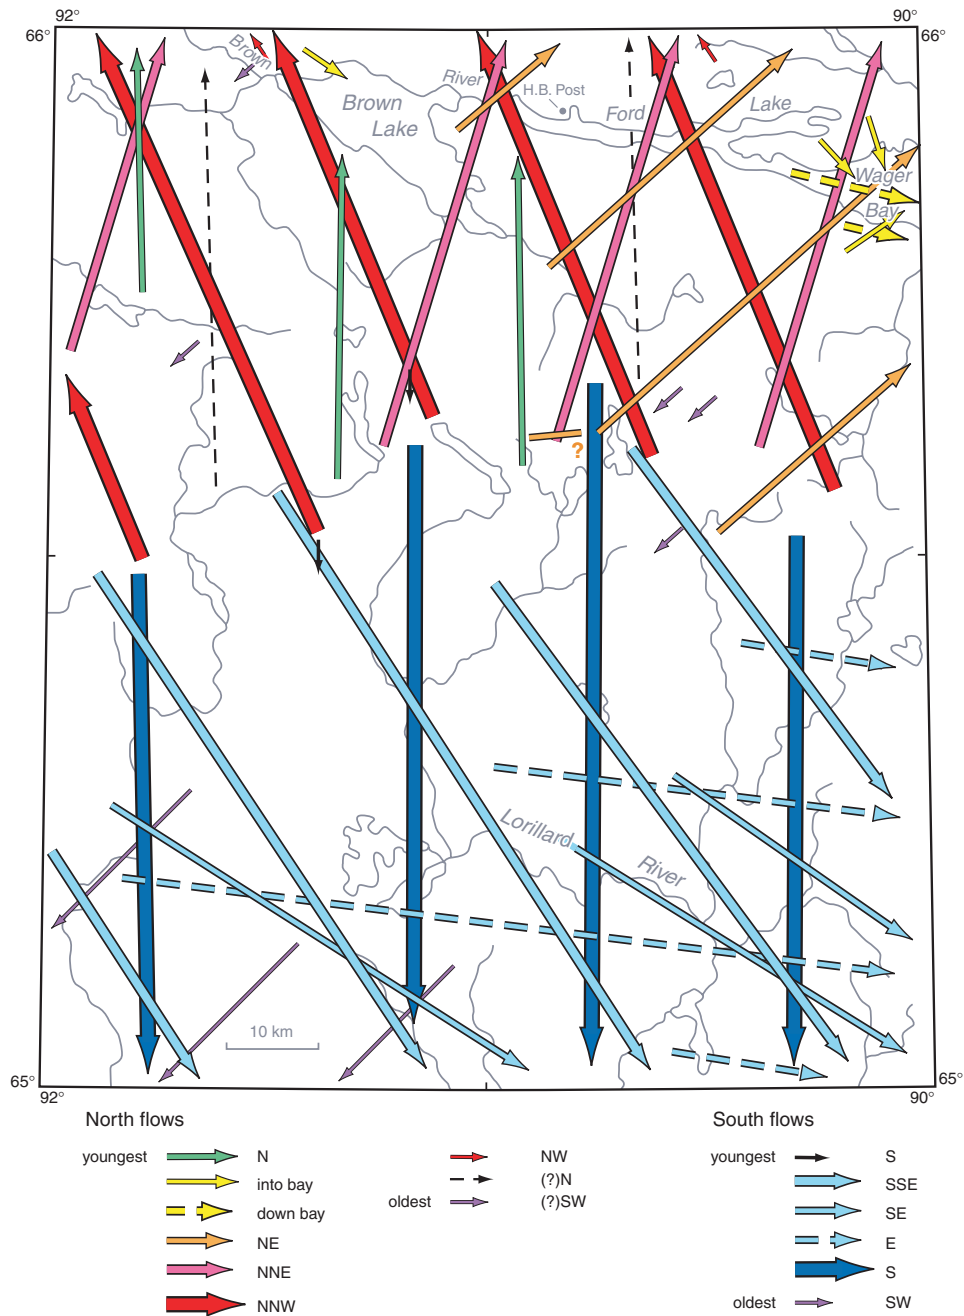 92° 90°
66° 66°
Brown
River
H.B. Post
Brown
Lake
Ford
Lake
Wager
Bay
?
Lorillard
River
10 km
65° 65°
92° 90°
North flows
youngest N
into bay
down bay
NE
NNE
NNW
NW
(?)N
oldest (?)SW
South flows
youngest S
SSE
SE
E
S
oldest SW